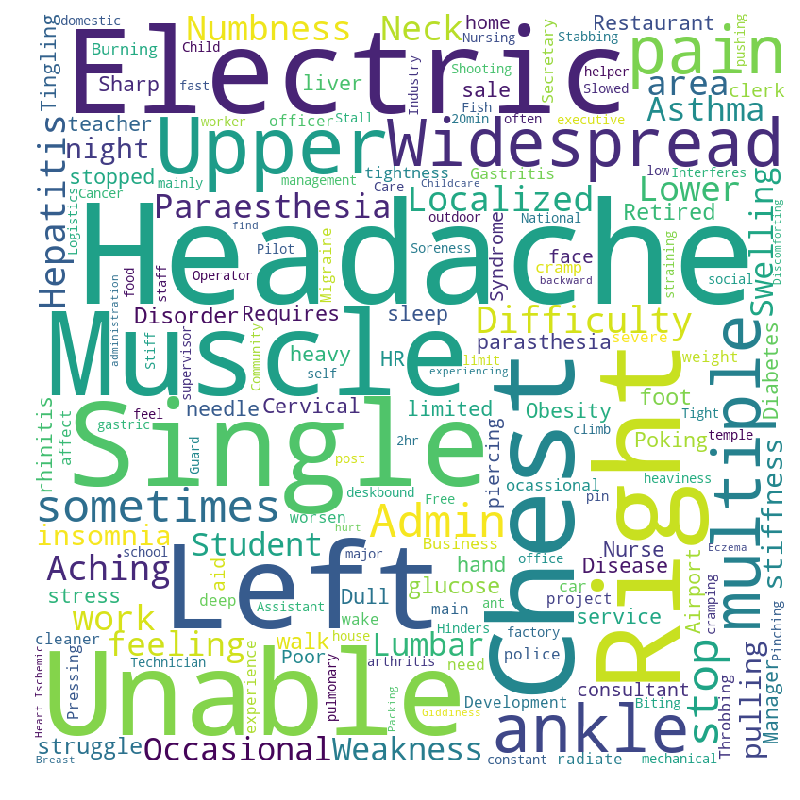 Odomestic
Numbness
Neck
home
Nursing
Restaurant
Stabbing
pushing
Tingling
Burning
Child
Electric
pain
Sharp
fast
liver
Industry
Shooting
sale
Secretary
helper
Slowed
area
clerk
Fish
teacher
worker
officer
Stall
20min
often
executive
Asthma
Hepatitis
night
Upper
Widespread
tightness
Gastritis
low
Interferes
stopped
mainly
management
Care
Childcare
Cancer
Logistics
Paraesthesia
Localized
Lower
Retired
Swelling
Discomforting
outdoor
National
find
Headache
Pilot
Soreness
Syndrome
face
cramp
backward
straining
social
food
staff
Operator
Migraine
administration
Disorder
Requires
sleep
Difficulty
multiple
stiff
supervisor
Muscle
Community
heavy
HR
limit
parasthesia
severe
weight
self
experiencing
Diabetes
rhinitis
affect
feel
gastric
needle
Cervical
limited
Chest
Obesity
foot
Right
Tight
temple
Single
Guard
2hr
climb
Poking
piercing
post
deskbound
Free
ocassional
pin
heaviness
stiffness
sometimes
worsen
hurt
Admin
insomnia
Student
Business
office
Nurse
Eczema
school
major
Aching
Left
aid
hand
Disease
Airport
cramping
Pinching
stress
deep
Dull
glucose
car
project
Assistant
wake
main
ant
service
work
feeling
walk
house
Lumbar
Hinders
factory
police
stop
pulling
Manager
cleaner
Technician
Poor
arthritis
need
consultant
Throbbing
Heart Ischemic
Pressing
Unable
experience
pulmonary
Parking
Giddiness
Development
Biting
ankle
struggle
Breast
Occasional
Weakness
constant
radiate
mechanical